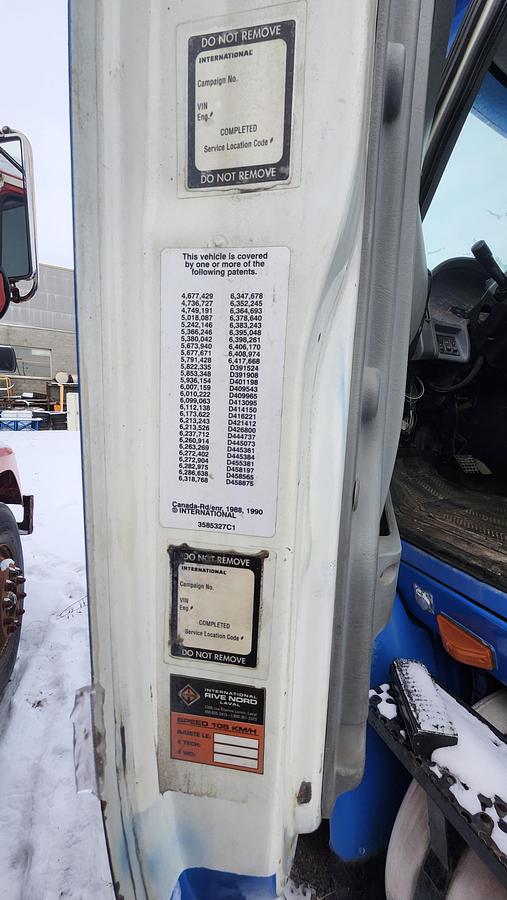 DO NOT REMOVE
INTERNATIONAL
Campaign No.
VIN
Eng.#
COMPLETED
Service Location Code #
DO NOT REMOVE
This vehicle is covered
by one or more of the
following patents.
4,677,429 6,347,678
4,736,727 6,352,245
4,749,191 6,364,693
5,018,087 6,378,640
5,242,146 6,383,243
5,366,246 6,395,048
5,380,042 6,398,261
5,673,940 6,406,170
5,677,671 6,408,974
5,791,428 6,417,668
5,822,335 D391524
5,853,348 D391908
5,936,154 D401198
6,007,159 D409543
6,010,222 D409965
6,099,063 D413095
6,112,138 D414150
6,173,622 D416221
6,213,243 D421412
6,213,526 D426800
6,237,712 D444737
6,260,914 D445073
6,263,269 D445361
6,272,402 D445384
6,272,904 D455381
6,282,975 D458197
6,286,638 D458565
6,318,768 D458875
Canada-Rd/enr, 1988, 1990
© INTERNATIONAL
3585327C1
DO NOT REMOVE
INTERNATIONAL
Campaign No.
VIN
Eng.#
COMPLETED
Service Location Code #
DO NOT REMOVE
INTERNATIONAL
RIVE NORD
LAVAL
SPEED 105 KM/H
AJUSTÉ LE:
# TECH:
# WO: